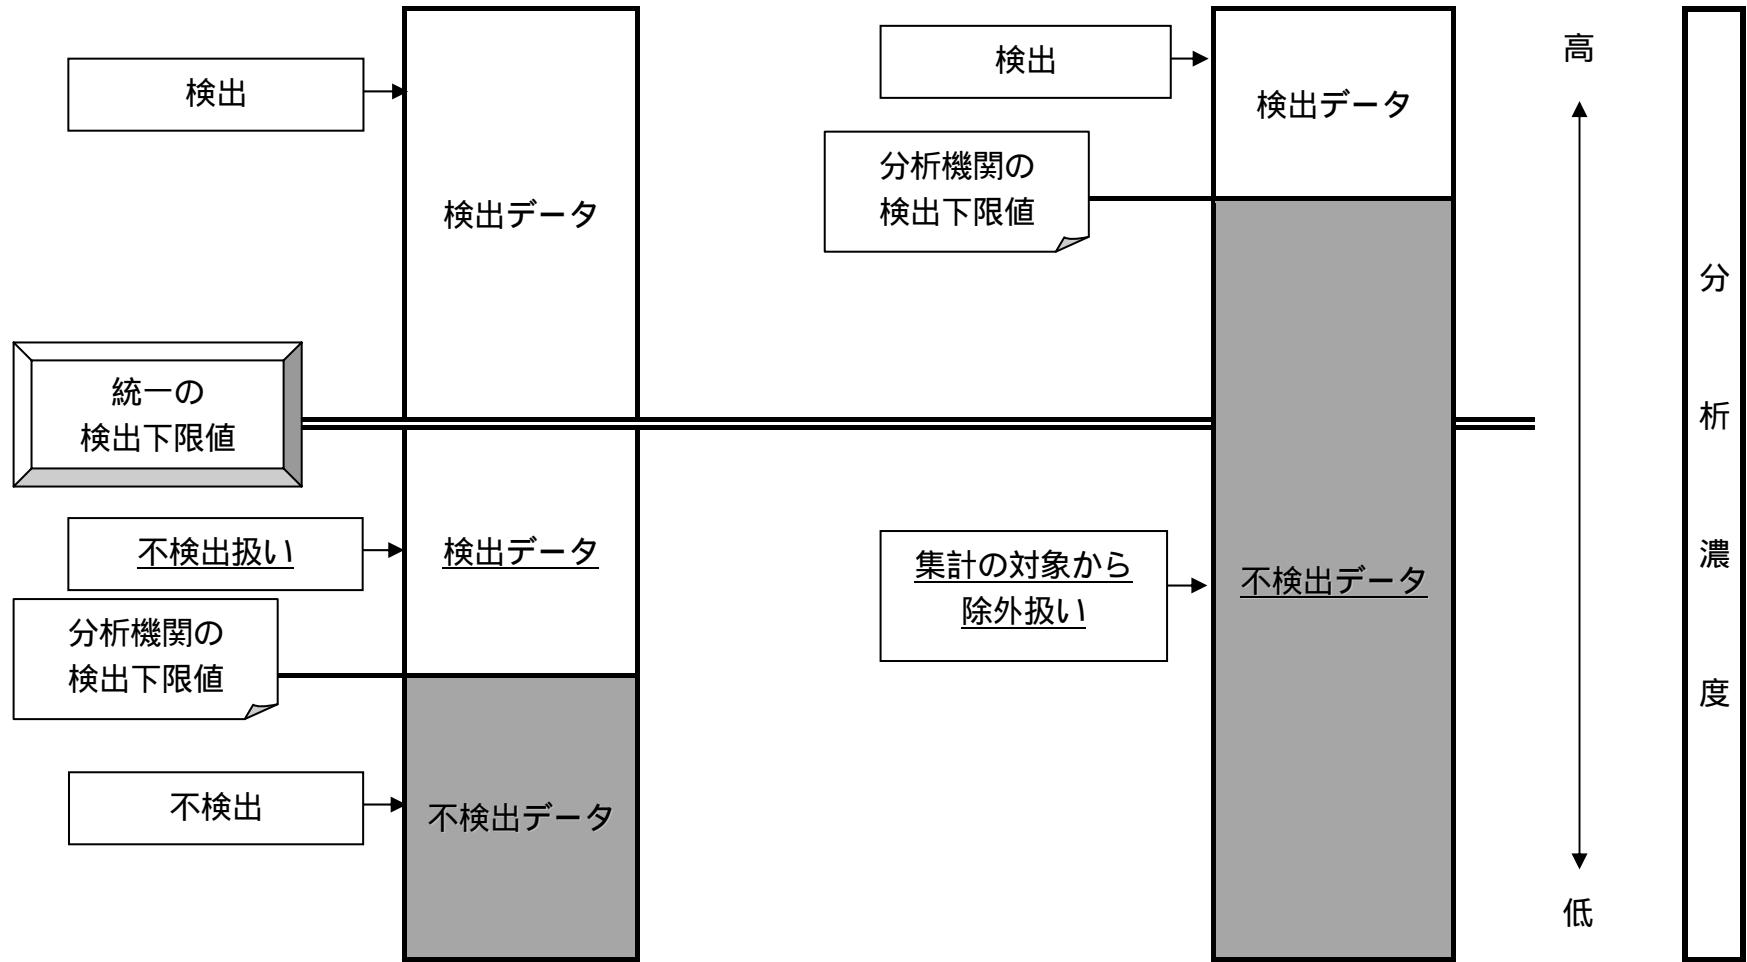 検出
検出データ
統一の
検出下限値
不検出扱い
検出データ
分析機関の
検出下限値
不検出
不検出データ
検出
検出データ
分析機関の
検出下限値
集計の対象から
除外扱い
不検出データ
高
低
分
析
濃
度